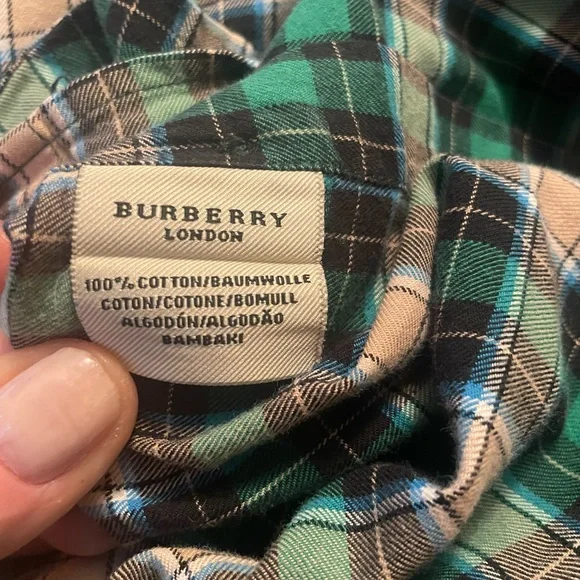 BURBERRY
LONDON
100% COTTON/BAUMWOLLE
COTON/COTONE/BOMULL
ALGODÓN/ALGODÃO
BAMBAKI